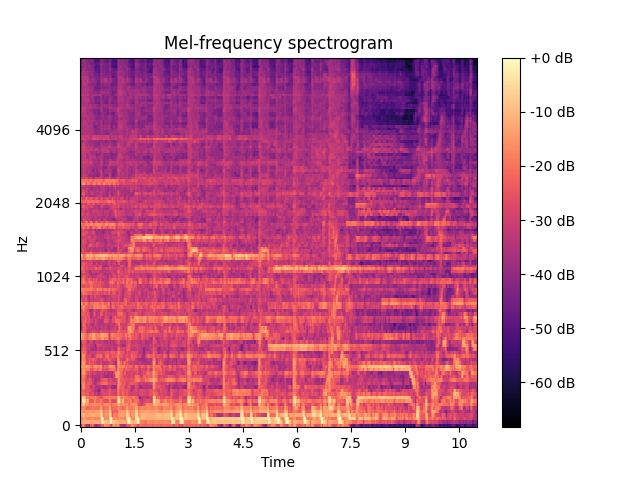 Mel-frequency spectrogram
+0 dB
-10 dB
-20 dB
-30 dB
-40 dB
-50 dB
-60 dB
4096
2048
1024
512
0
Hz
0 1.5 3 4.5 6 7.5 9 10
Time